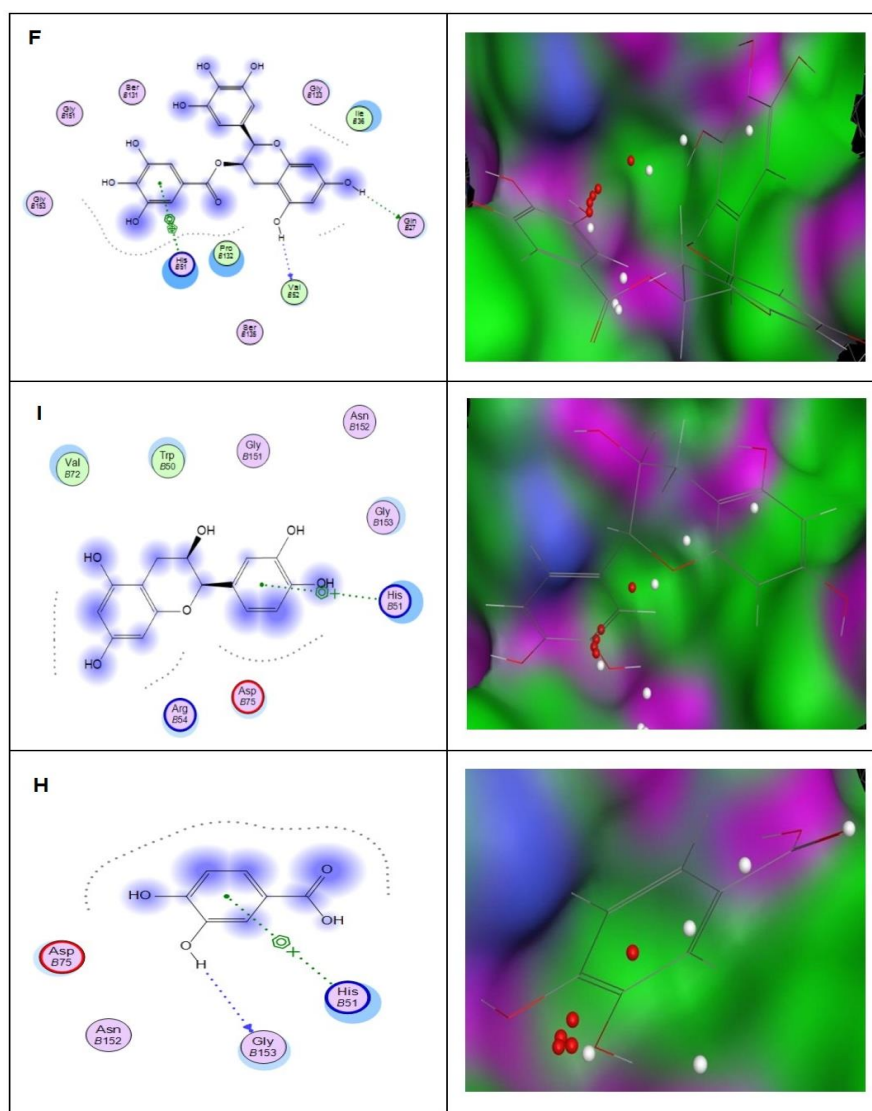 F
HO
OH
HO
Ser
B131
Gly
B133
Ile
B36
Gly
B151
HO
O
HO
O
OH
H
HO
O
O
H
Gly
B153
Gln
B27
His
B51
Pro
B132
Val
B52
Ser
B135
I
Asn
B152
Val
B72
Trp
B50
Gly
B151
Gly
B153
OH
OH
HO
OH
O
His
B51
HO
Asp
B75
Arg
B54
H
O
HO
OH
O
H
Asp
B75
His
B51
Asn
B152
Gly
B153